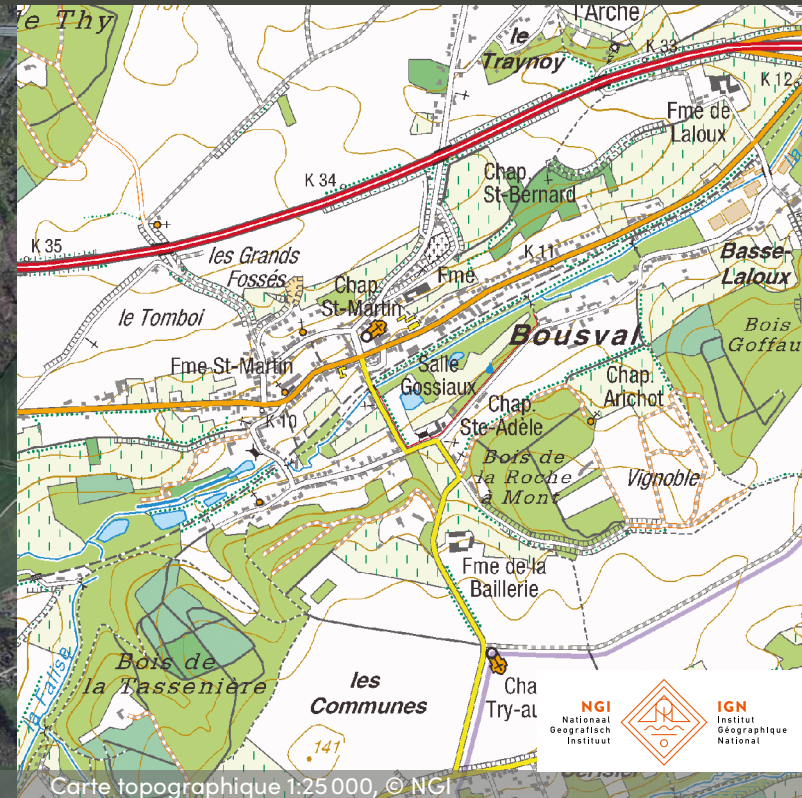 le Thy
l'Arche
le
Traynoy
K 33
K 12
Fme de
Laloux
K 34
Chap.
St-Bernard
K 35
les Grands
Fossés
K 11
Basse-
Laloux
Chap.
St-Martin
Fme
le Tomboi
Bousval
Bois
Goffau
Fme St-Martin
Salle
Gossiaux
Chap.
Arichot
K 10
Chap.
Ste-Adèle
Bois de
la Roche
à Mont
Vignoble
Fme de la
Baillerie
Bois de
la Tassenière
les
Communes
Cha
Try-au
141
NGI
Nationaal
Geografisch
Instituut
IGN
Institut
Géographique
National
Carte topographique 1:25 000, © NGI